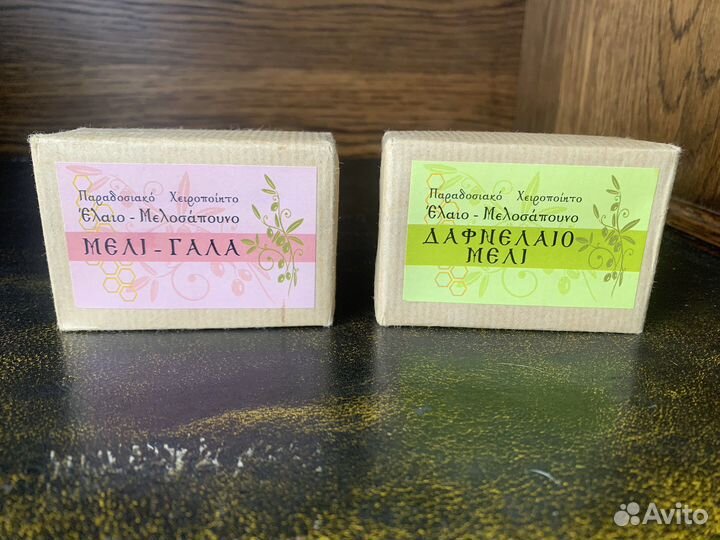 Παραδοσιακό Χειροποίητο
Έλαιο - Μελοσάπουνο
ΜΕΛΙ - ΓΑΛΑ
Παραδοσιακό Χειροποίητο
Έλαιο - Μελοσάπουνο
ΔΑΦΝΕΛΑΙΟ
ΜΕΛΙ
Avito